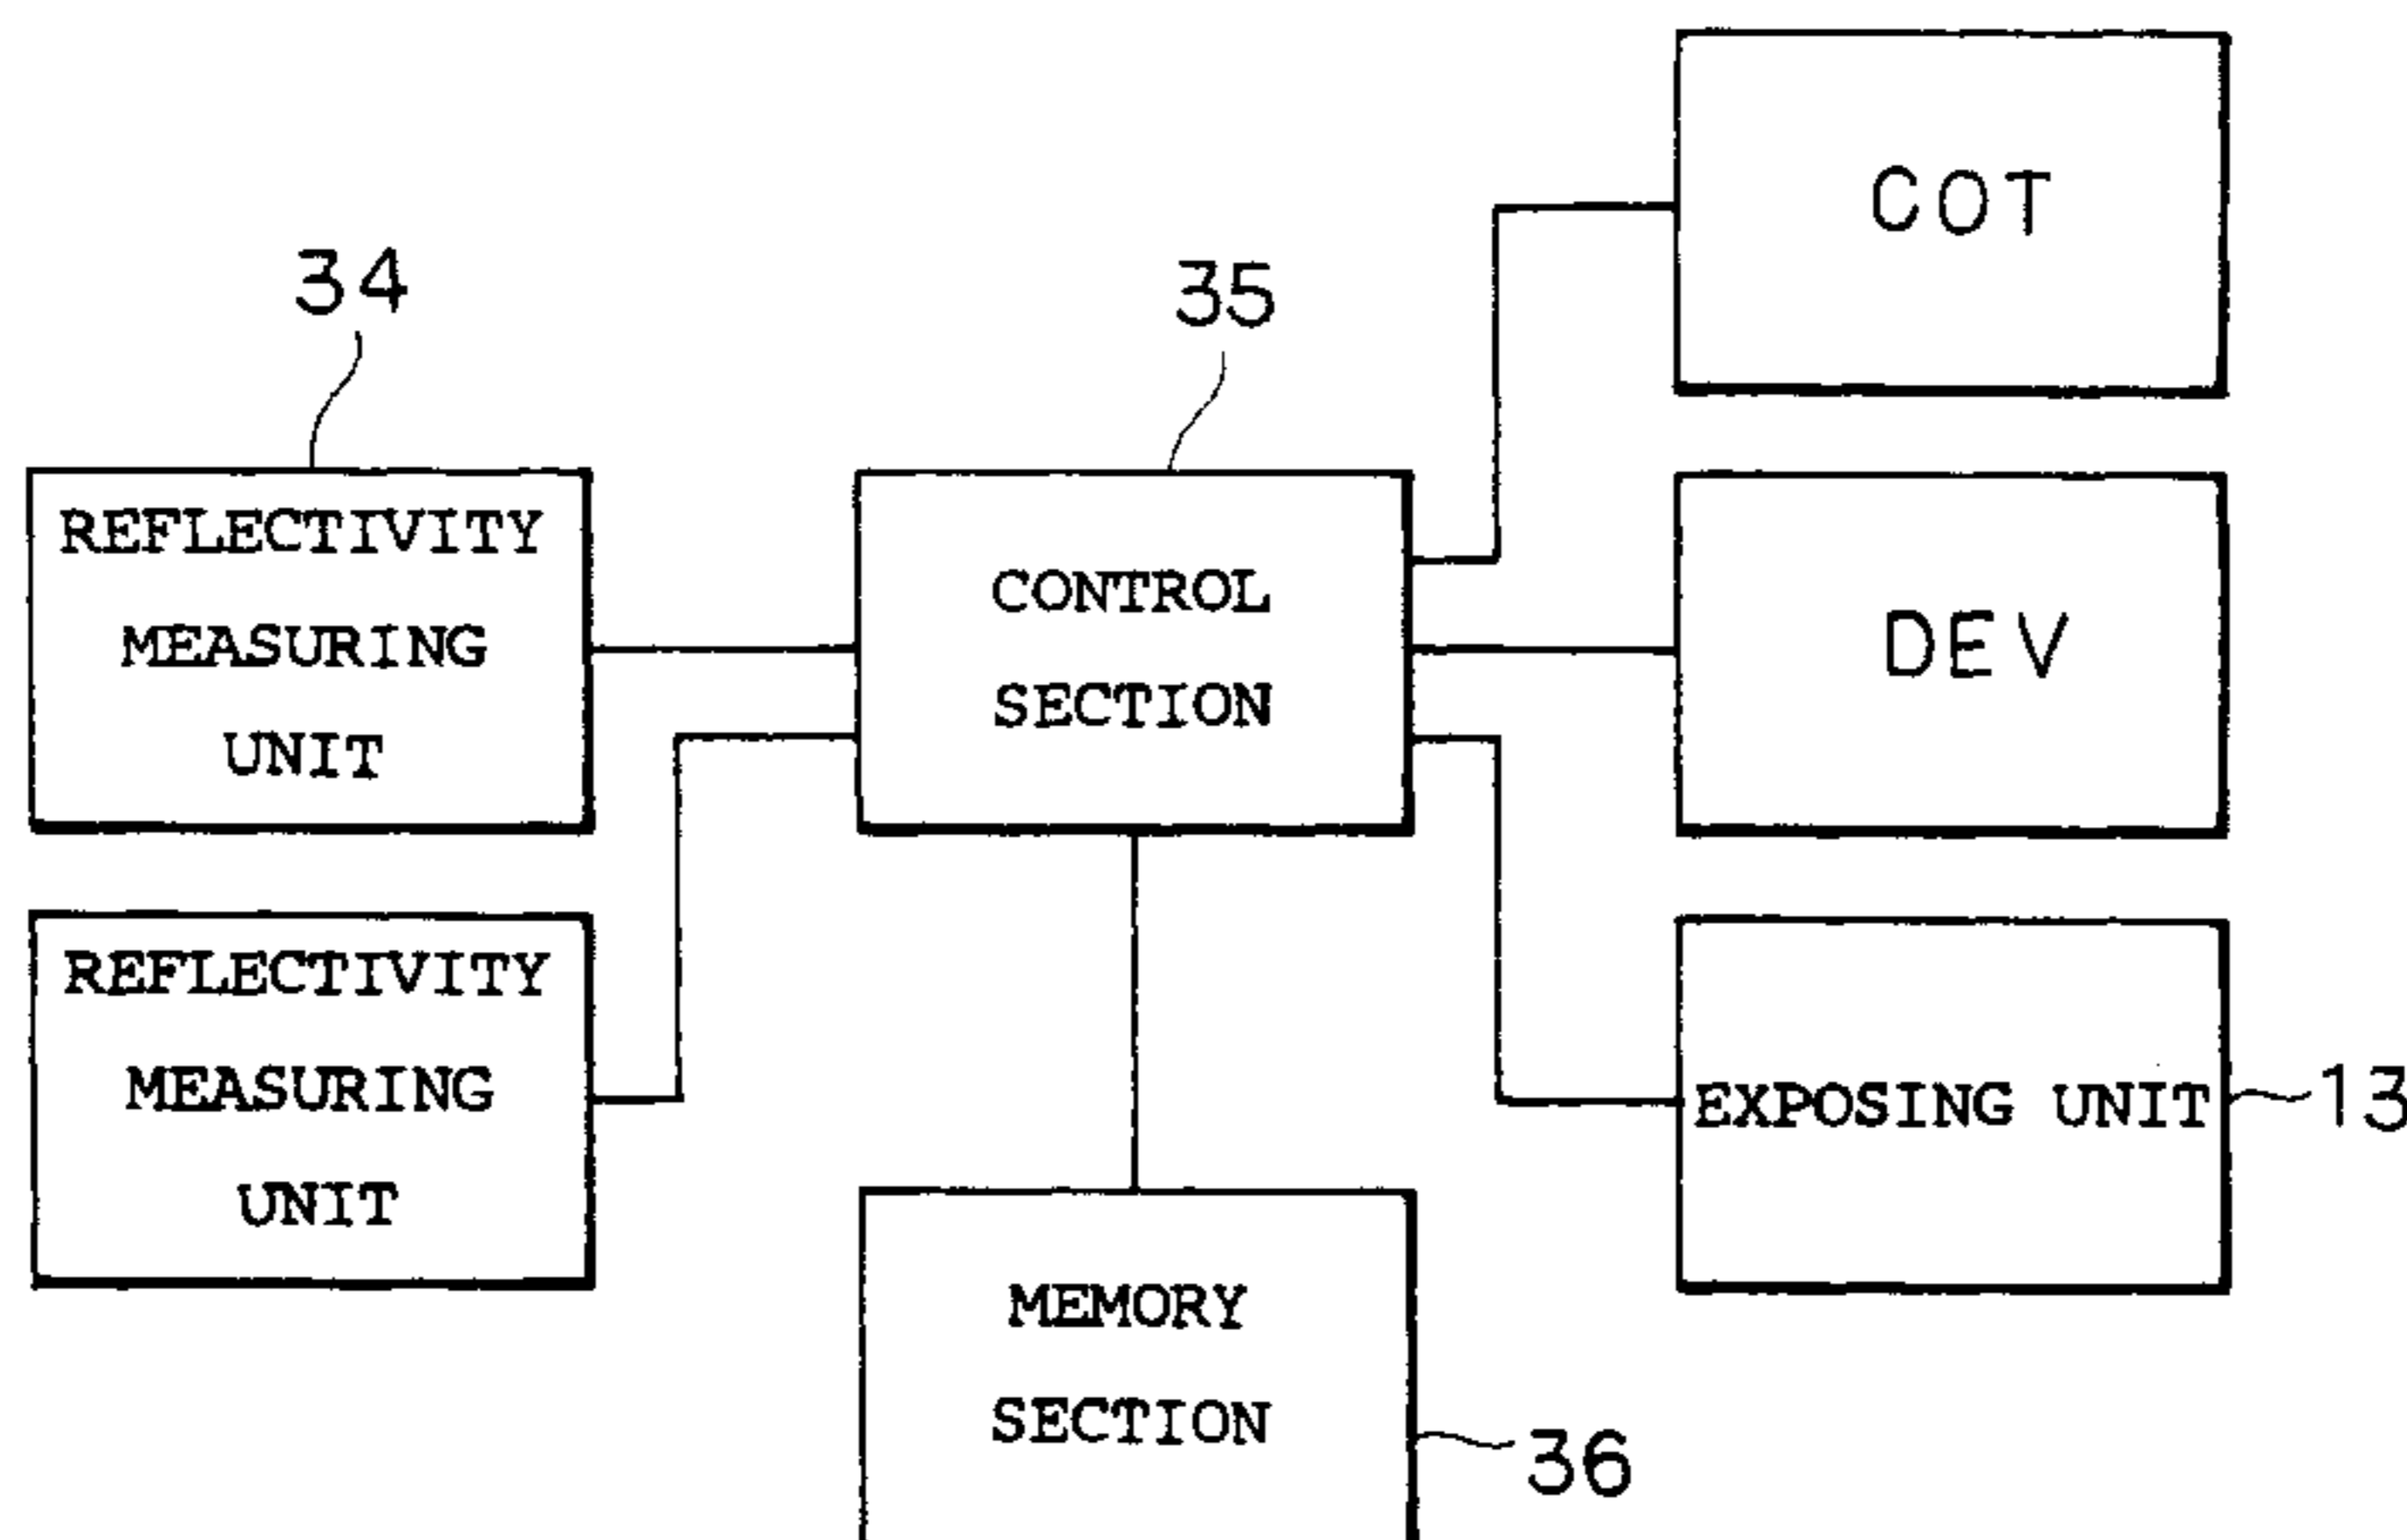 COT
34
35
REFLECTIVITY
MEASURING
UNIT
CONTROL
SECTION
DEV
REFLECTIVITY
MEASURING
UNIT
EXPOSING UNIT
13
MEMORY
SECTION
36